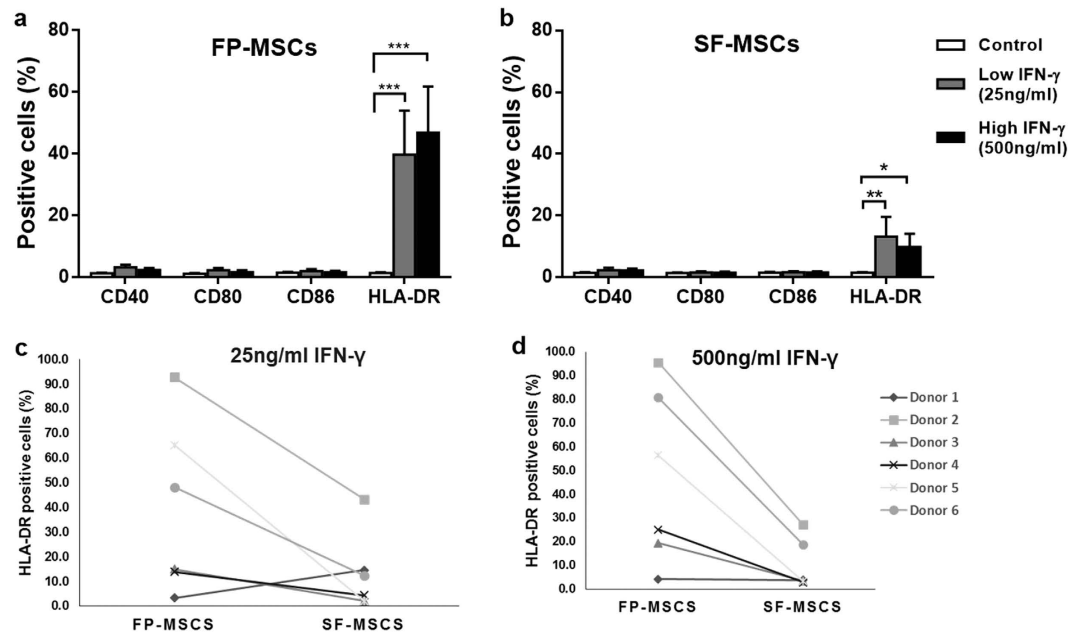 a
FP-MSCs
Positive cells (%)
80
60
40
20
0
***
***
CD40 CD80 CD86 HLA-DR
b
SF-MSCs
Positive cells (%)
80
60
40
20
0
*
**
CD40 CD80 CD86 HLA-DR
Control
Low IFN-γ
(25ng/ml)
High IFN-γ
(500ng/ml)
c
25ng/ml IFN-γ
HLA-DR positive cells (%)
100.0
90.0
80.0
70.0
60.0
50.0
40.0
30.0
20.0
10.0
0.0
FP-MSCS SF-MSCS
d
500ng/ml IFN-γ
HLA-DR positive cells (%)
100.0
90.0
80.0
70.0
60.0
50.0
40.0
30.0
20.0
10.0
0.0
FP-MSCS SF-MSCS
Donor 1
Donor 2
Donor 3
Donor 4
Donor 5
Donor 6